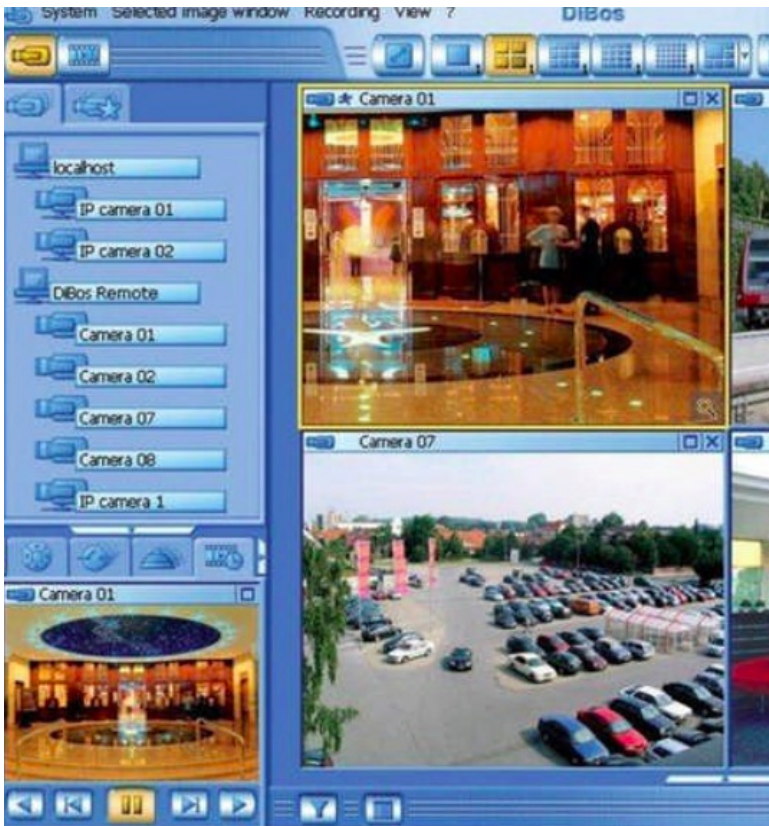 System Selected image window Recording View ?
DiBos
Camera 01
localhost
IP camera 01
IP camera 02
DiBos Remote
Camera 01
Camera 02
Camera 07
Camera 08
IP camera 1
Camera 07
Camera 01